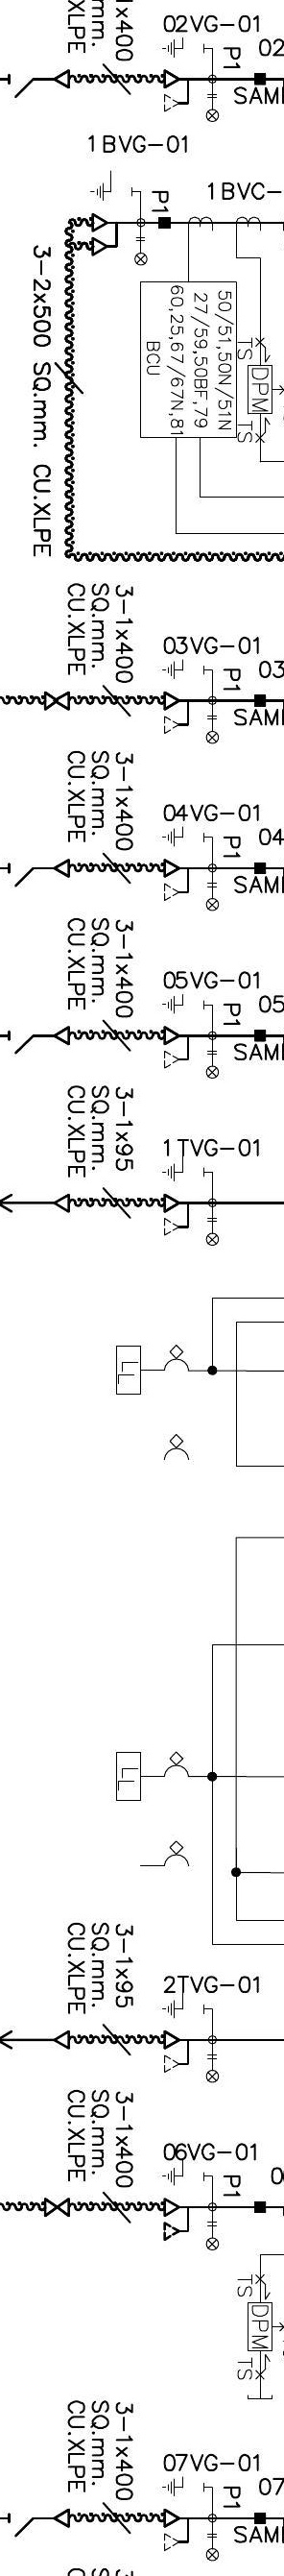 1x400
mm.
.XLPE
02VG-01
P1
02
SAM
1BVG-01
P1
1BVC-
50/51,50N/51N
27/59,50BF,79
60,25,67/67N,81
BCU
TS
DPM
TS
3-2x500 SQ.mm. CU.XLPE
3-1x400
SQ.mm.
CU.XLPE
03VG-01
P1
03
SAM
3-1x400
SQ.mm.
CU.XLPE
04VG-01
P1
04
SAM
3-1x400
SQ.mm.
CU.XLPE
05VG-01
P1
05
SAM
3-1x95
SQ.mm.
CU.XLPE
1TVG-01
LL
LL
3-1x95
SQ.mm.
CU.XLPE
2TVG-01
3-1x400
SQ.mm.
CU.XLPE
06VG-01
P1
0
TS
DPM
TS
3-1x400
SQ.mm.
CU.XLPE
07VG-01
P1
07
SAM